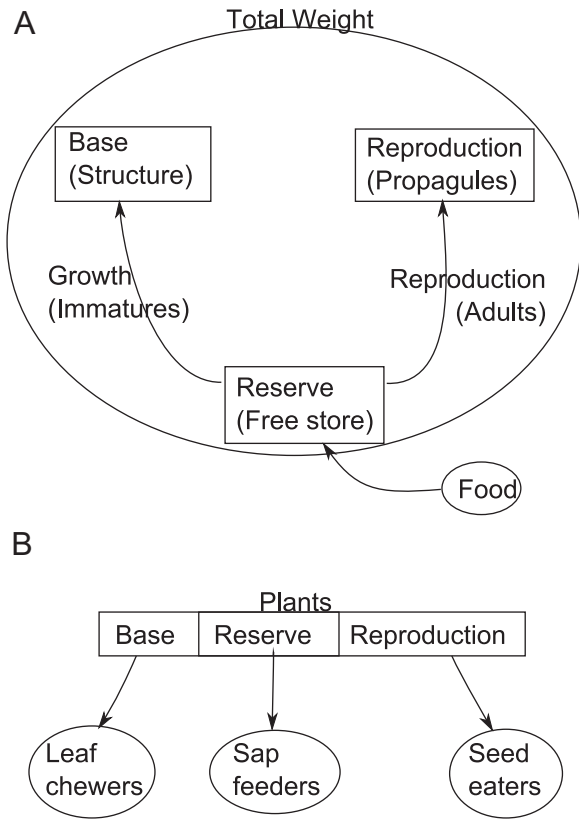 A
Total Weight
Base
(Structure)
Reproduction
(Propagules)
Growth
(Immatures)
Reproduction
(Adults)
Reserve
(Free store)
Food
B
Plants
Base
Reserve
Reproduction
Leaf
chewers
Sap
feeders
Seed
eaters